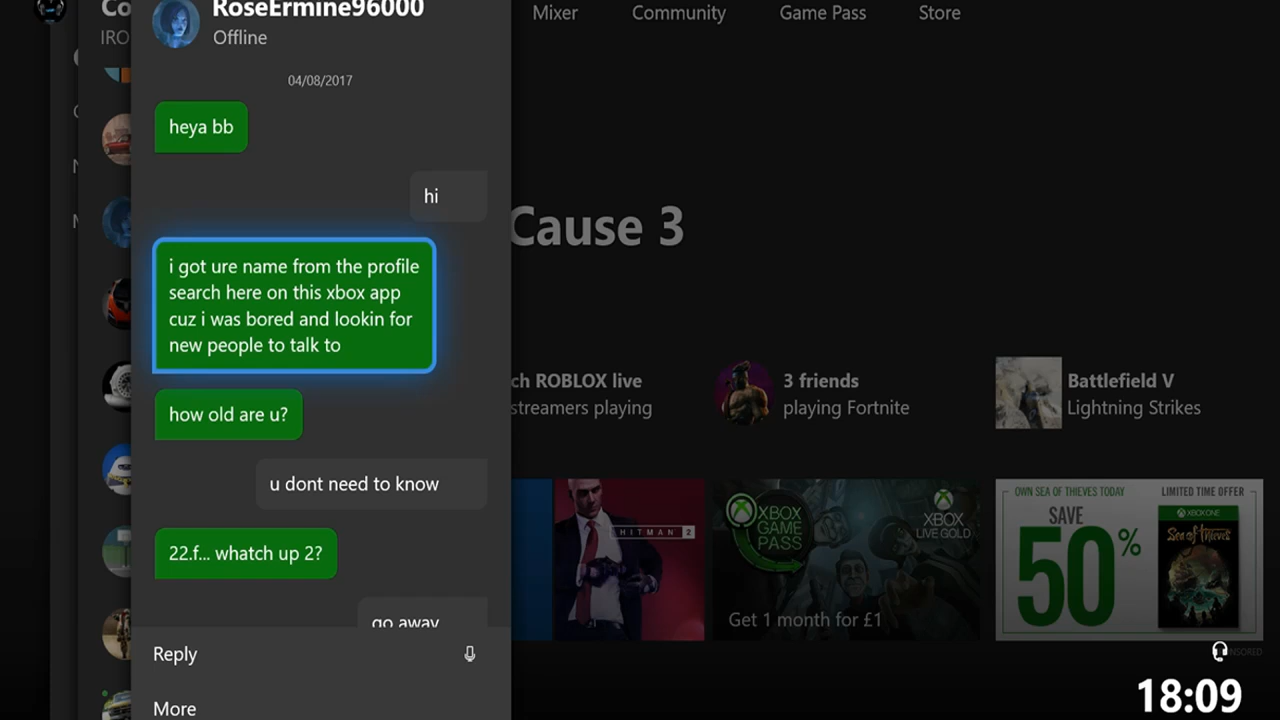 Co
RoseErmine96000
Mixer
Community
Game Pass
Store
IRO
Offline
04/08/2017
heya bb
hi
Cause 3
i got ure name from the profile
search here on this xbox app
cuz i was bored and lookin for
new people to talk to
how old are u?
u dont need to know
22.f... whatch up 2?
go away
Reply
More
ch ROBLOX live
streamers playing
3 friends
playing Fortnite
Battlefield V
Lightning Strikes
HITMAN 2
XBOX
GAME
PASS
XBOX
LIVE GOLD
Get 1 month for £1
OWN SEA OF THIEVES TODAY
LIMITED TIME OFFER
SAVE
50%
XBOX ONE
Sea of Thieves
NSORED
18:09